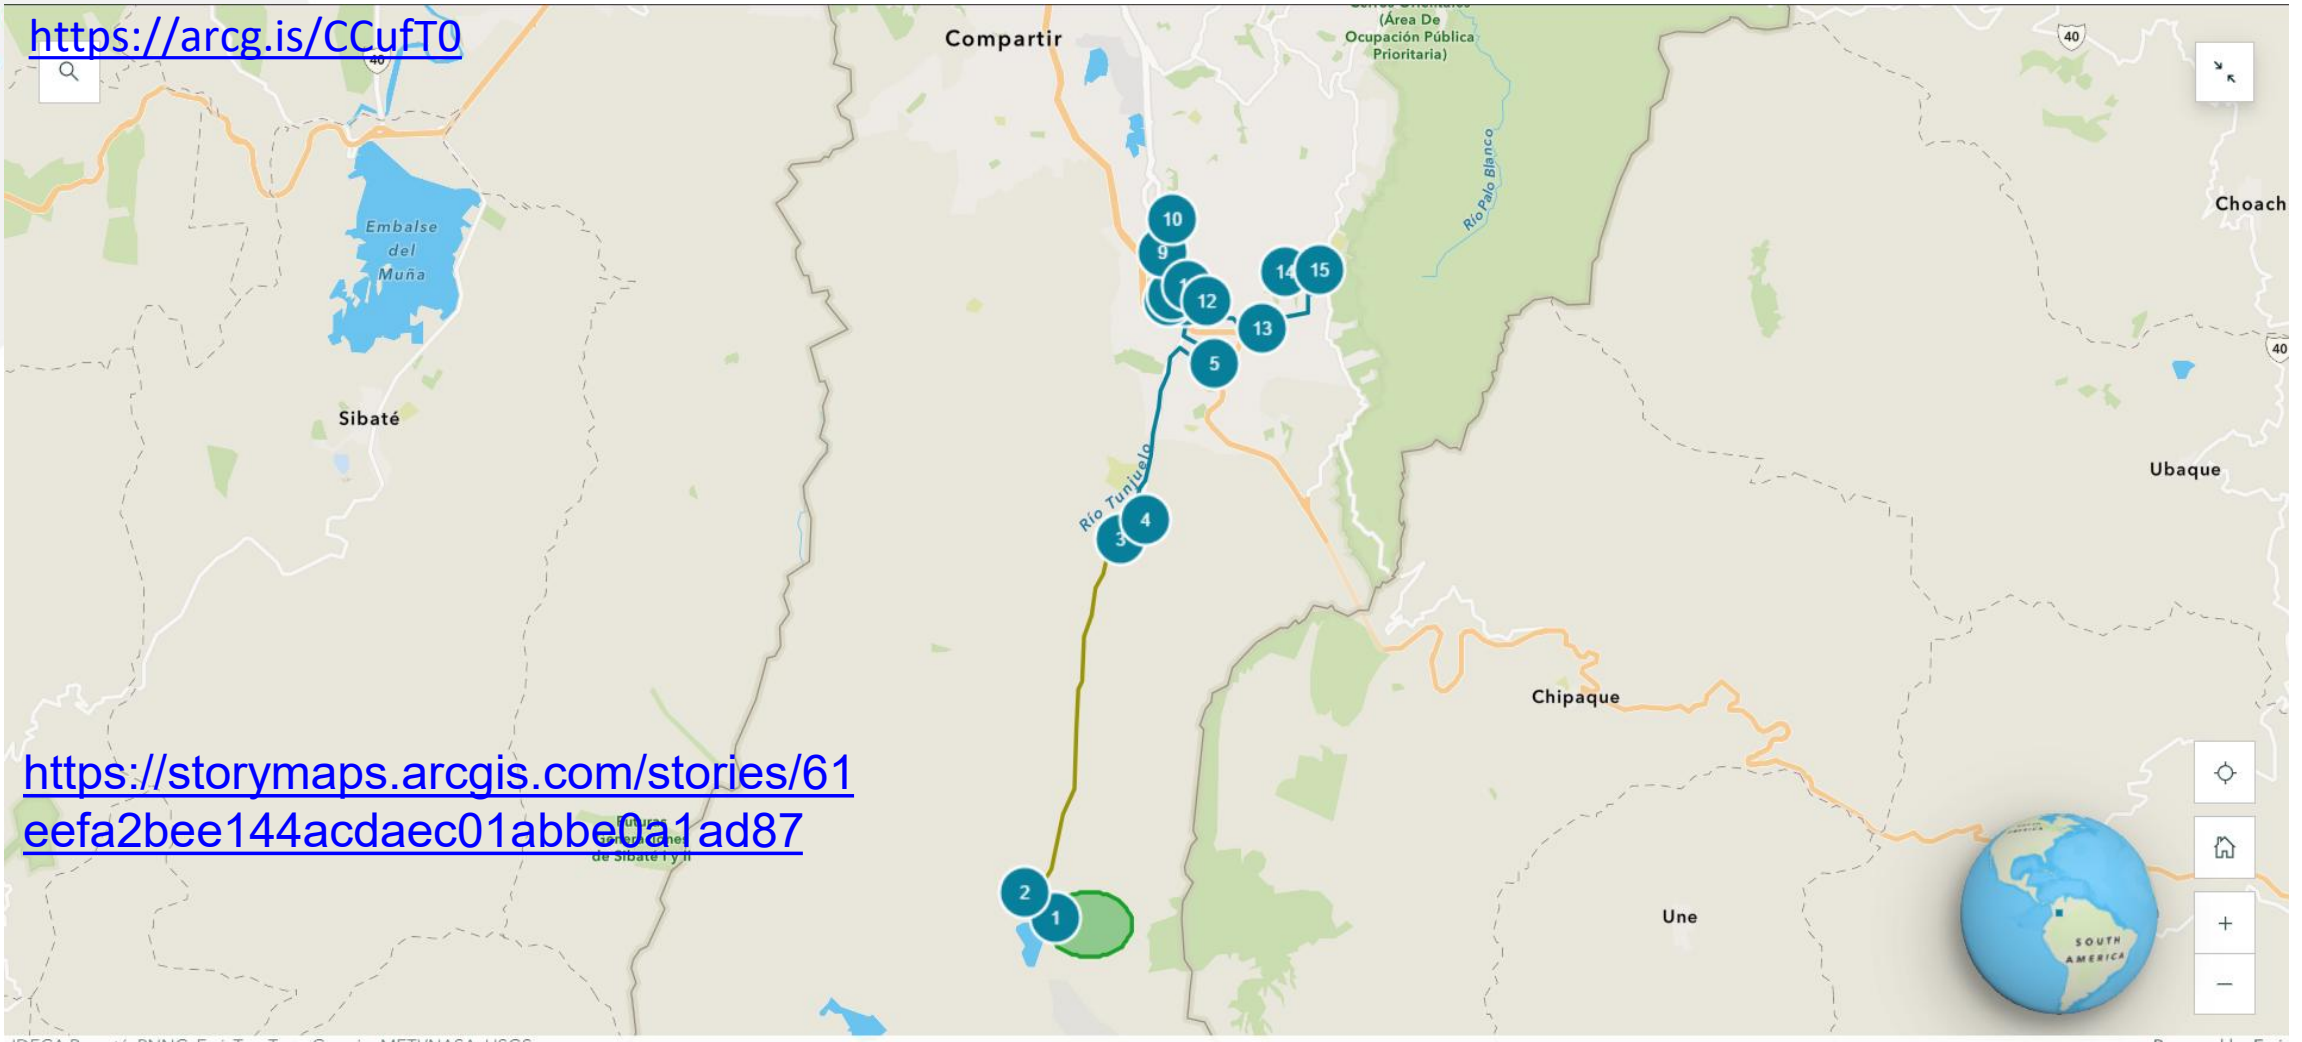 https://arcg.is/CCufT0
40
Compartir
(Área De
Ocupación Pública
Prioritaria)
40
Río Palo Blanco
Choach
Embalse
del
Muña
10
9
14
15
12
13
5
40
Sibaté
Río Tunjuelo
Ubaque
4
3
Chipaque
https://storymaps.arcgis.com/stories/61
eefa2bee144acdaec01abbe0a1ad87
Futuras
Generaciones
de Sibaté I y II
2
1
Une
SOUTH
AMERICA